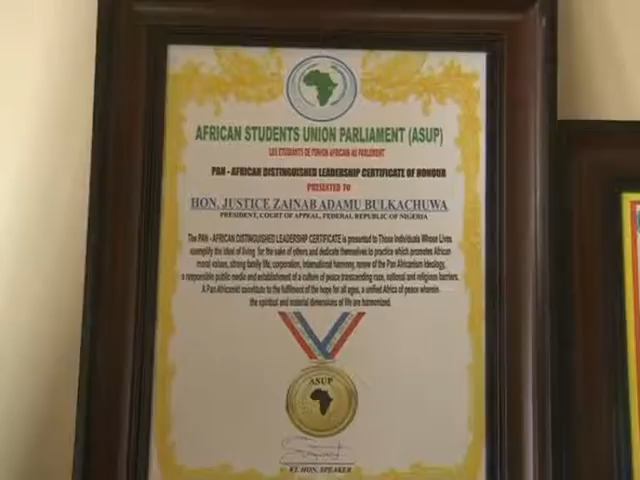 AFRICAN STUDENTS UNION PARLIAMENT (ASUP)
LES ETUDIANTS DE l'UNION AFRICAIN AU PARLEMENT
PAN - AFRICAN DISTINGUISHED LEADERSHIP CERTIFICATE OF HONOUR
PRESENTED TO
HON. JUSTICE ZAINAB ADAMU BULKACHUWA
PRESIDENT, COURT OF APPEAL, FEDERAL REPUBLIC OF NIGERIA
The PAN - AFRICAN DISTINGUISHED LEADERSHIP CERTIFICATE is presented to Those Individuals Whose Lives
exemplify the ideal of living for the sake of others and dedicate themselves to practice which promotes African
moral values, strong family life, corporation, international harmony, renew of the Pan Africanism ideology,
a responsible public media and establishment of a culture of peace transcending race, national and religious barriers.
A Pan Africanist constitute to the fulfilment of the hope for all ages, a unified Africa of peace wherein
the spiritual and material dimensions of life are harmonized.
ASUP
RT. HON. SPEAKER